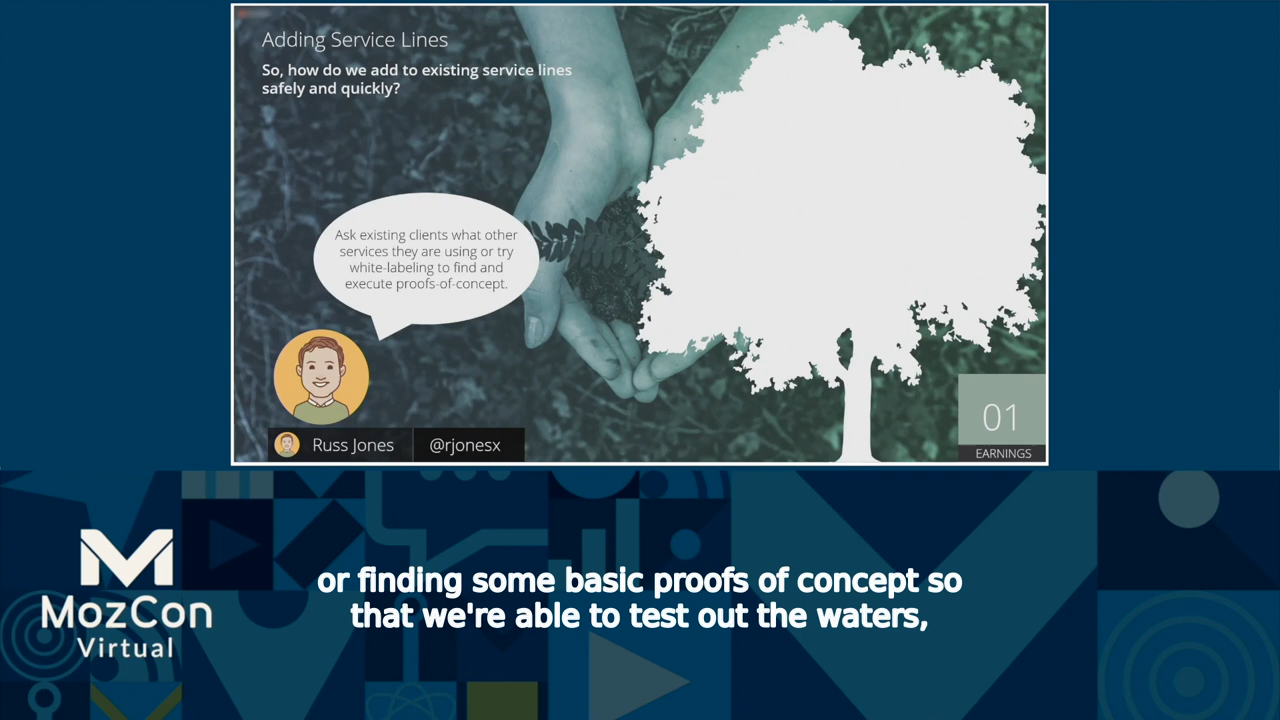 Adding Service Lines
So, how do we add to existing service lines
safely and quickly?
Ask existing clients what other
services they are using or try
white-labeling to find and
execute proofs-of-concept.
Russ Jones
@rjonesx
01
EARNINGS
MozCon
Virtual
or finding some basic proofs of concept so
that we're able to test out the waters,